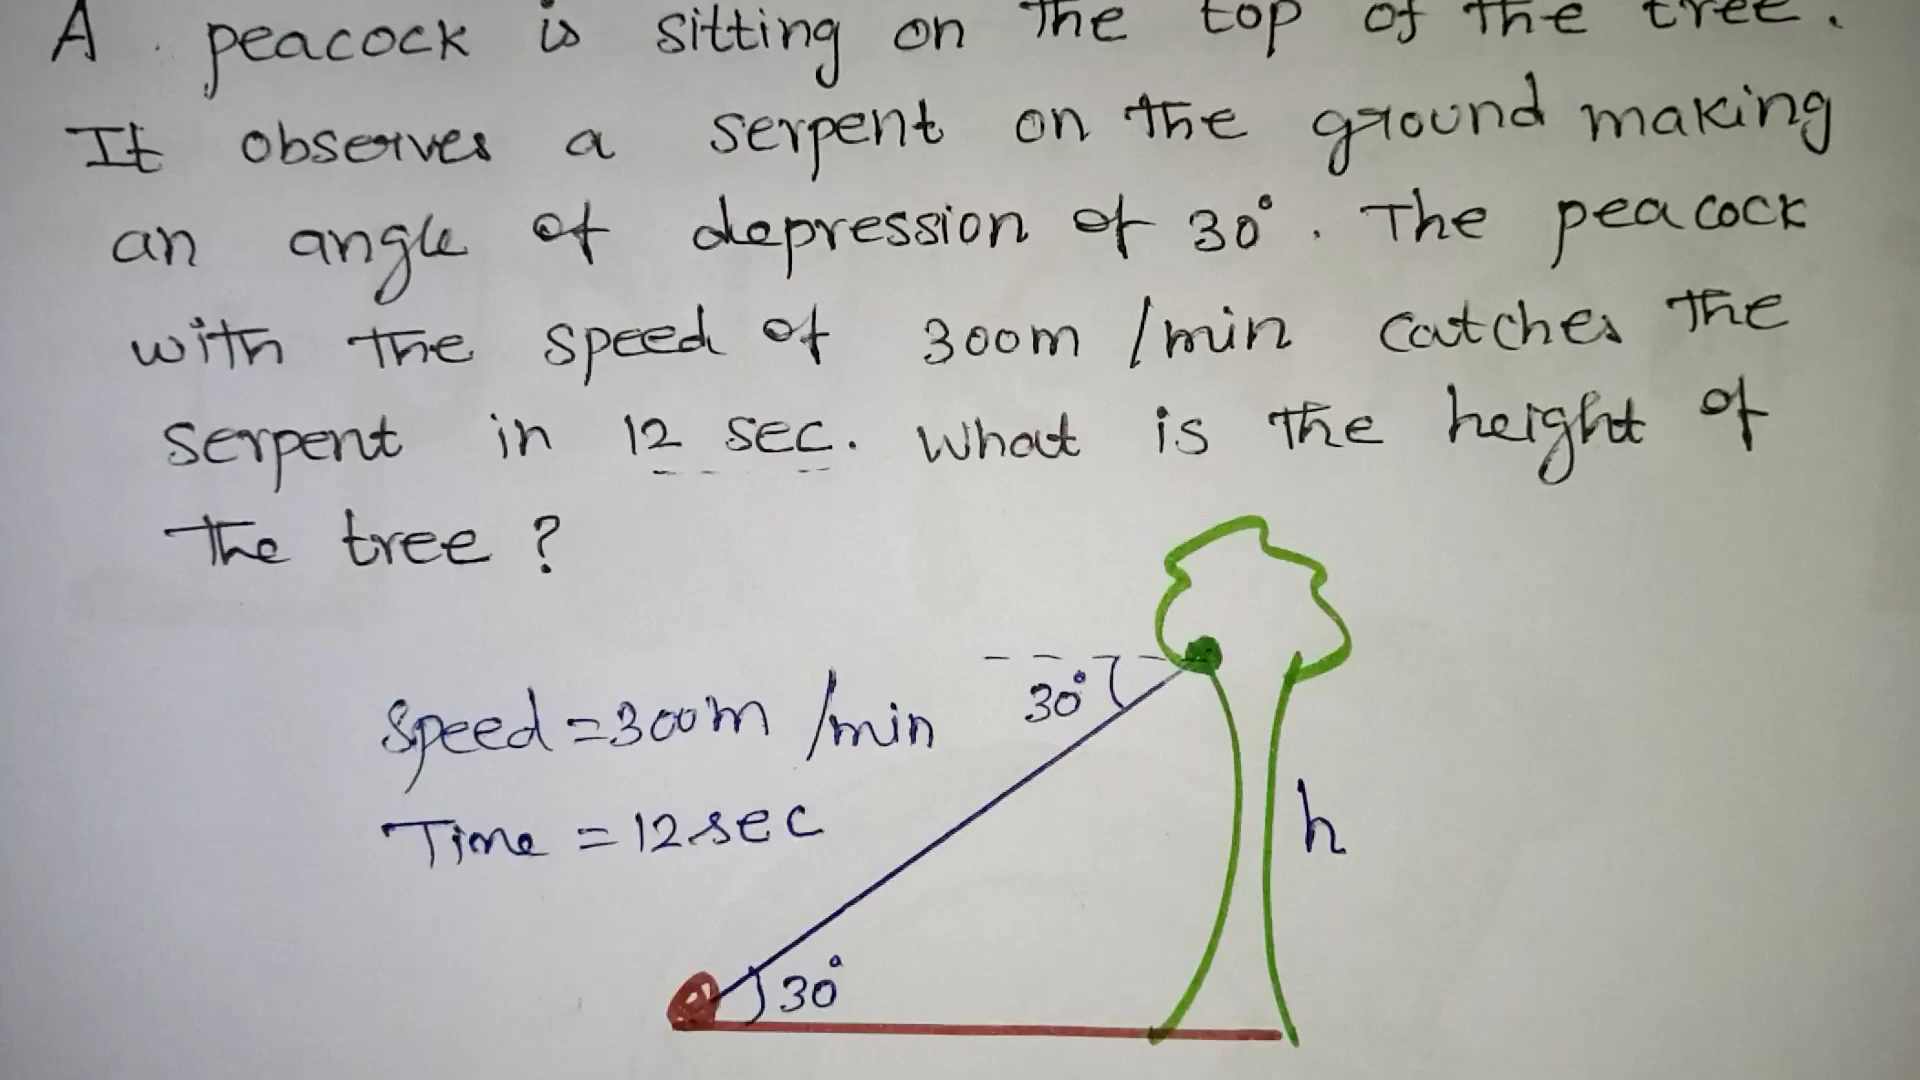 A peacock is sitting on the top of the tree.
It observes a serpent on the ground making
an angle of depression of 30°. The peacock
with the speed of 300m /min catches the
serpent in 12 sec. What is the height of
the tree?
30°
Speed = 300m /min
Time = 12 sec
h
30°